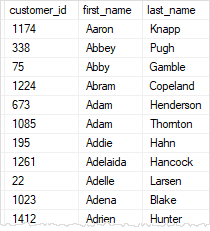 customer_id first_name last_name
1174 Aaron Knapp
338 Abbey Pugh
75 Abby Gamble
1224 Abram Copeland
673 Adam Henderson
1085 Adam Thornton
195 Addie Hahn
1261 Adelaida Hancock
22 Adelle Larsen
1023 Adena Blake
1412 Adrien Hunter